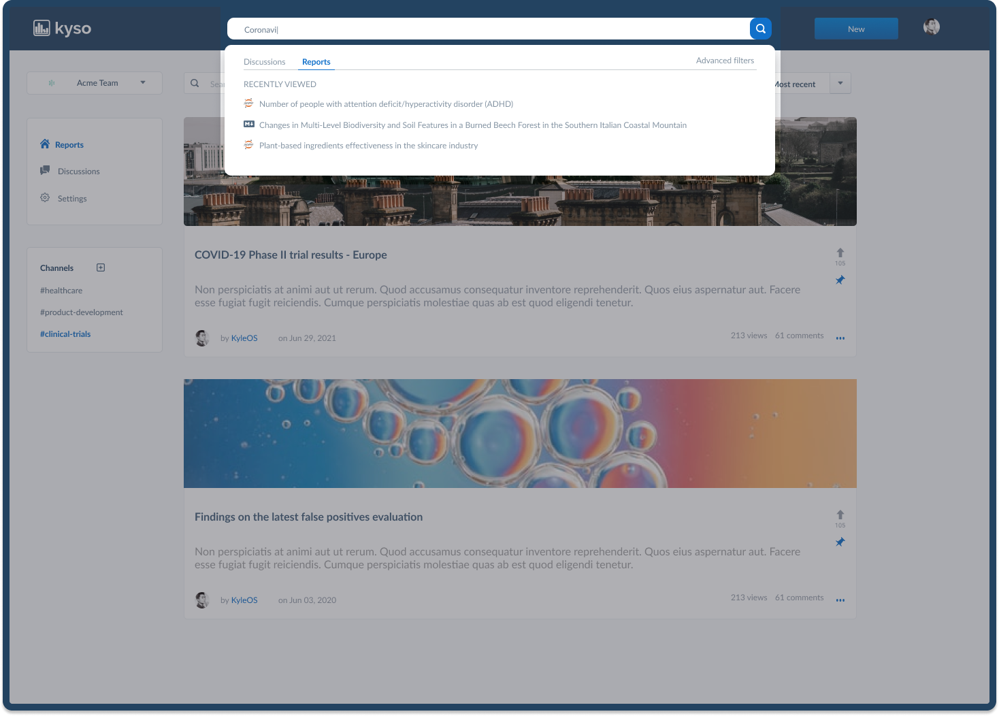 kyso
Coronavi
New
Discussions
Reports
Advanced filters
RECENTLY VIEWED
Number of people with attention deficit/hyperactivity disorder (ADHD)
Changes in Multi-Level Biodiversity and Soil Features in a Burned Beech Forest in the Southern Italian Coastal Mountain
Plant-based ingredients effectiveness in the skincare industry
Acme Team
Most recent
Reports
Discussions
Settings
Channels
#healthcare
#product-development
#clinical-trials
COVID-19 Phase II trial results - Europe
105
Non perspiciatis at animi aut ut rerum. Quod accusamus consequatur inventore reprehenderit. Quos eius aspernatur aut. Facere
esse fugiat fugit reiciendis. Cumque perspiciatis molestiae quas ab est quod eligendi tenetur.
by KyleOS on Jun 29, 2021
213 views 61 comments
Findings on the latest false positives evaluation
105
Non perspiciatis at animi aut ut rerum. Quod accusamus consequatur inventore reprehenderit. Quos eius aspernatur aut. Facere
esse fugiat fugit reiciendis. Cumque perspiciatis molestiae quas ab est quod eligendi tenetur.
by KyleOS on Jun 03, 2020
213 views 61 comments